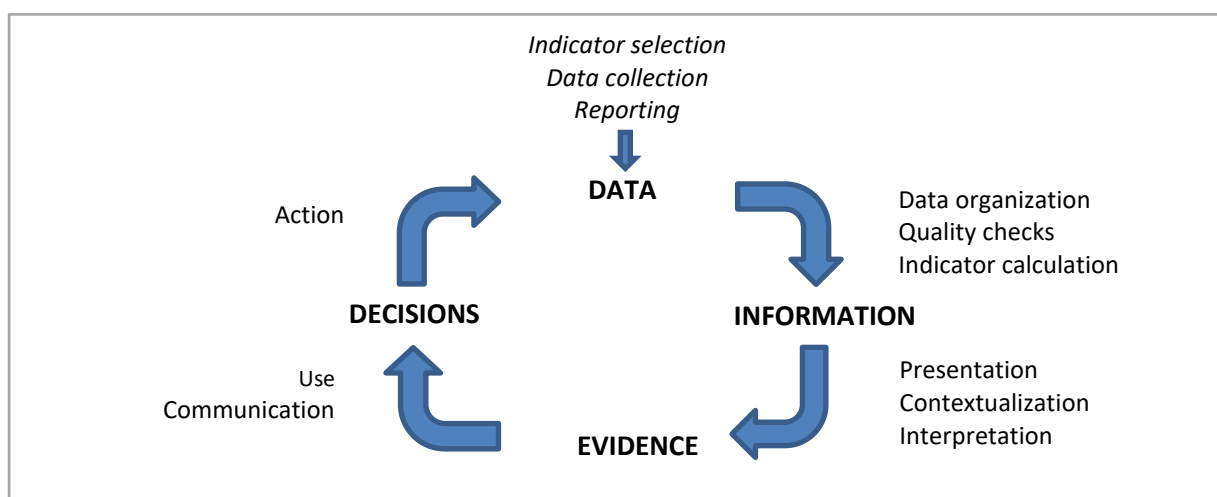 Indicator selection
Data collection
Reporting
DATA
Action
Data organization
Quality checks
Indicator calculation
DECISIONS
INFORMATION
Use
Communication
Presentation
Contextualization
Interpretation
EVIDENCE